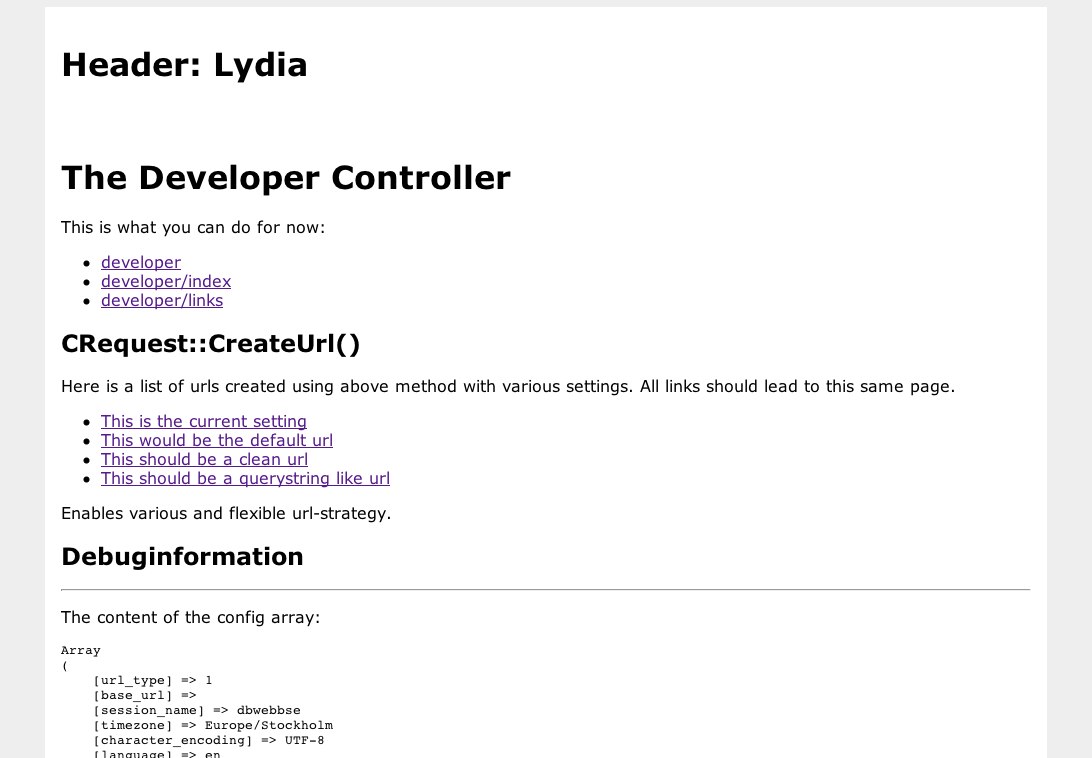 Header: Lydia
The Developer Controller
This is what you can do for now:
developer
developer/index
developer/links
CRequest::CreateUrl()
Here is a list of urls created using above method with various settings. All links should lead to this same page.
This is the current setting
This would be the default url
This should be a clean url
This should be a querystring like url
Enables various and flexible url-strategy.
Debuginformation
The content of the config array:
Array
(
    [url_type] => 1
    [base_url] =>
    [session_name] => dbwebbse
    [timezone] => Europe/Stockholm
    [character_encoding] => UTF-8
    [language] => en